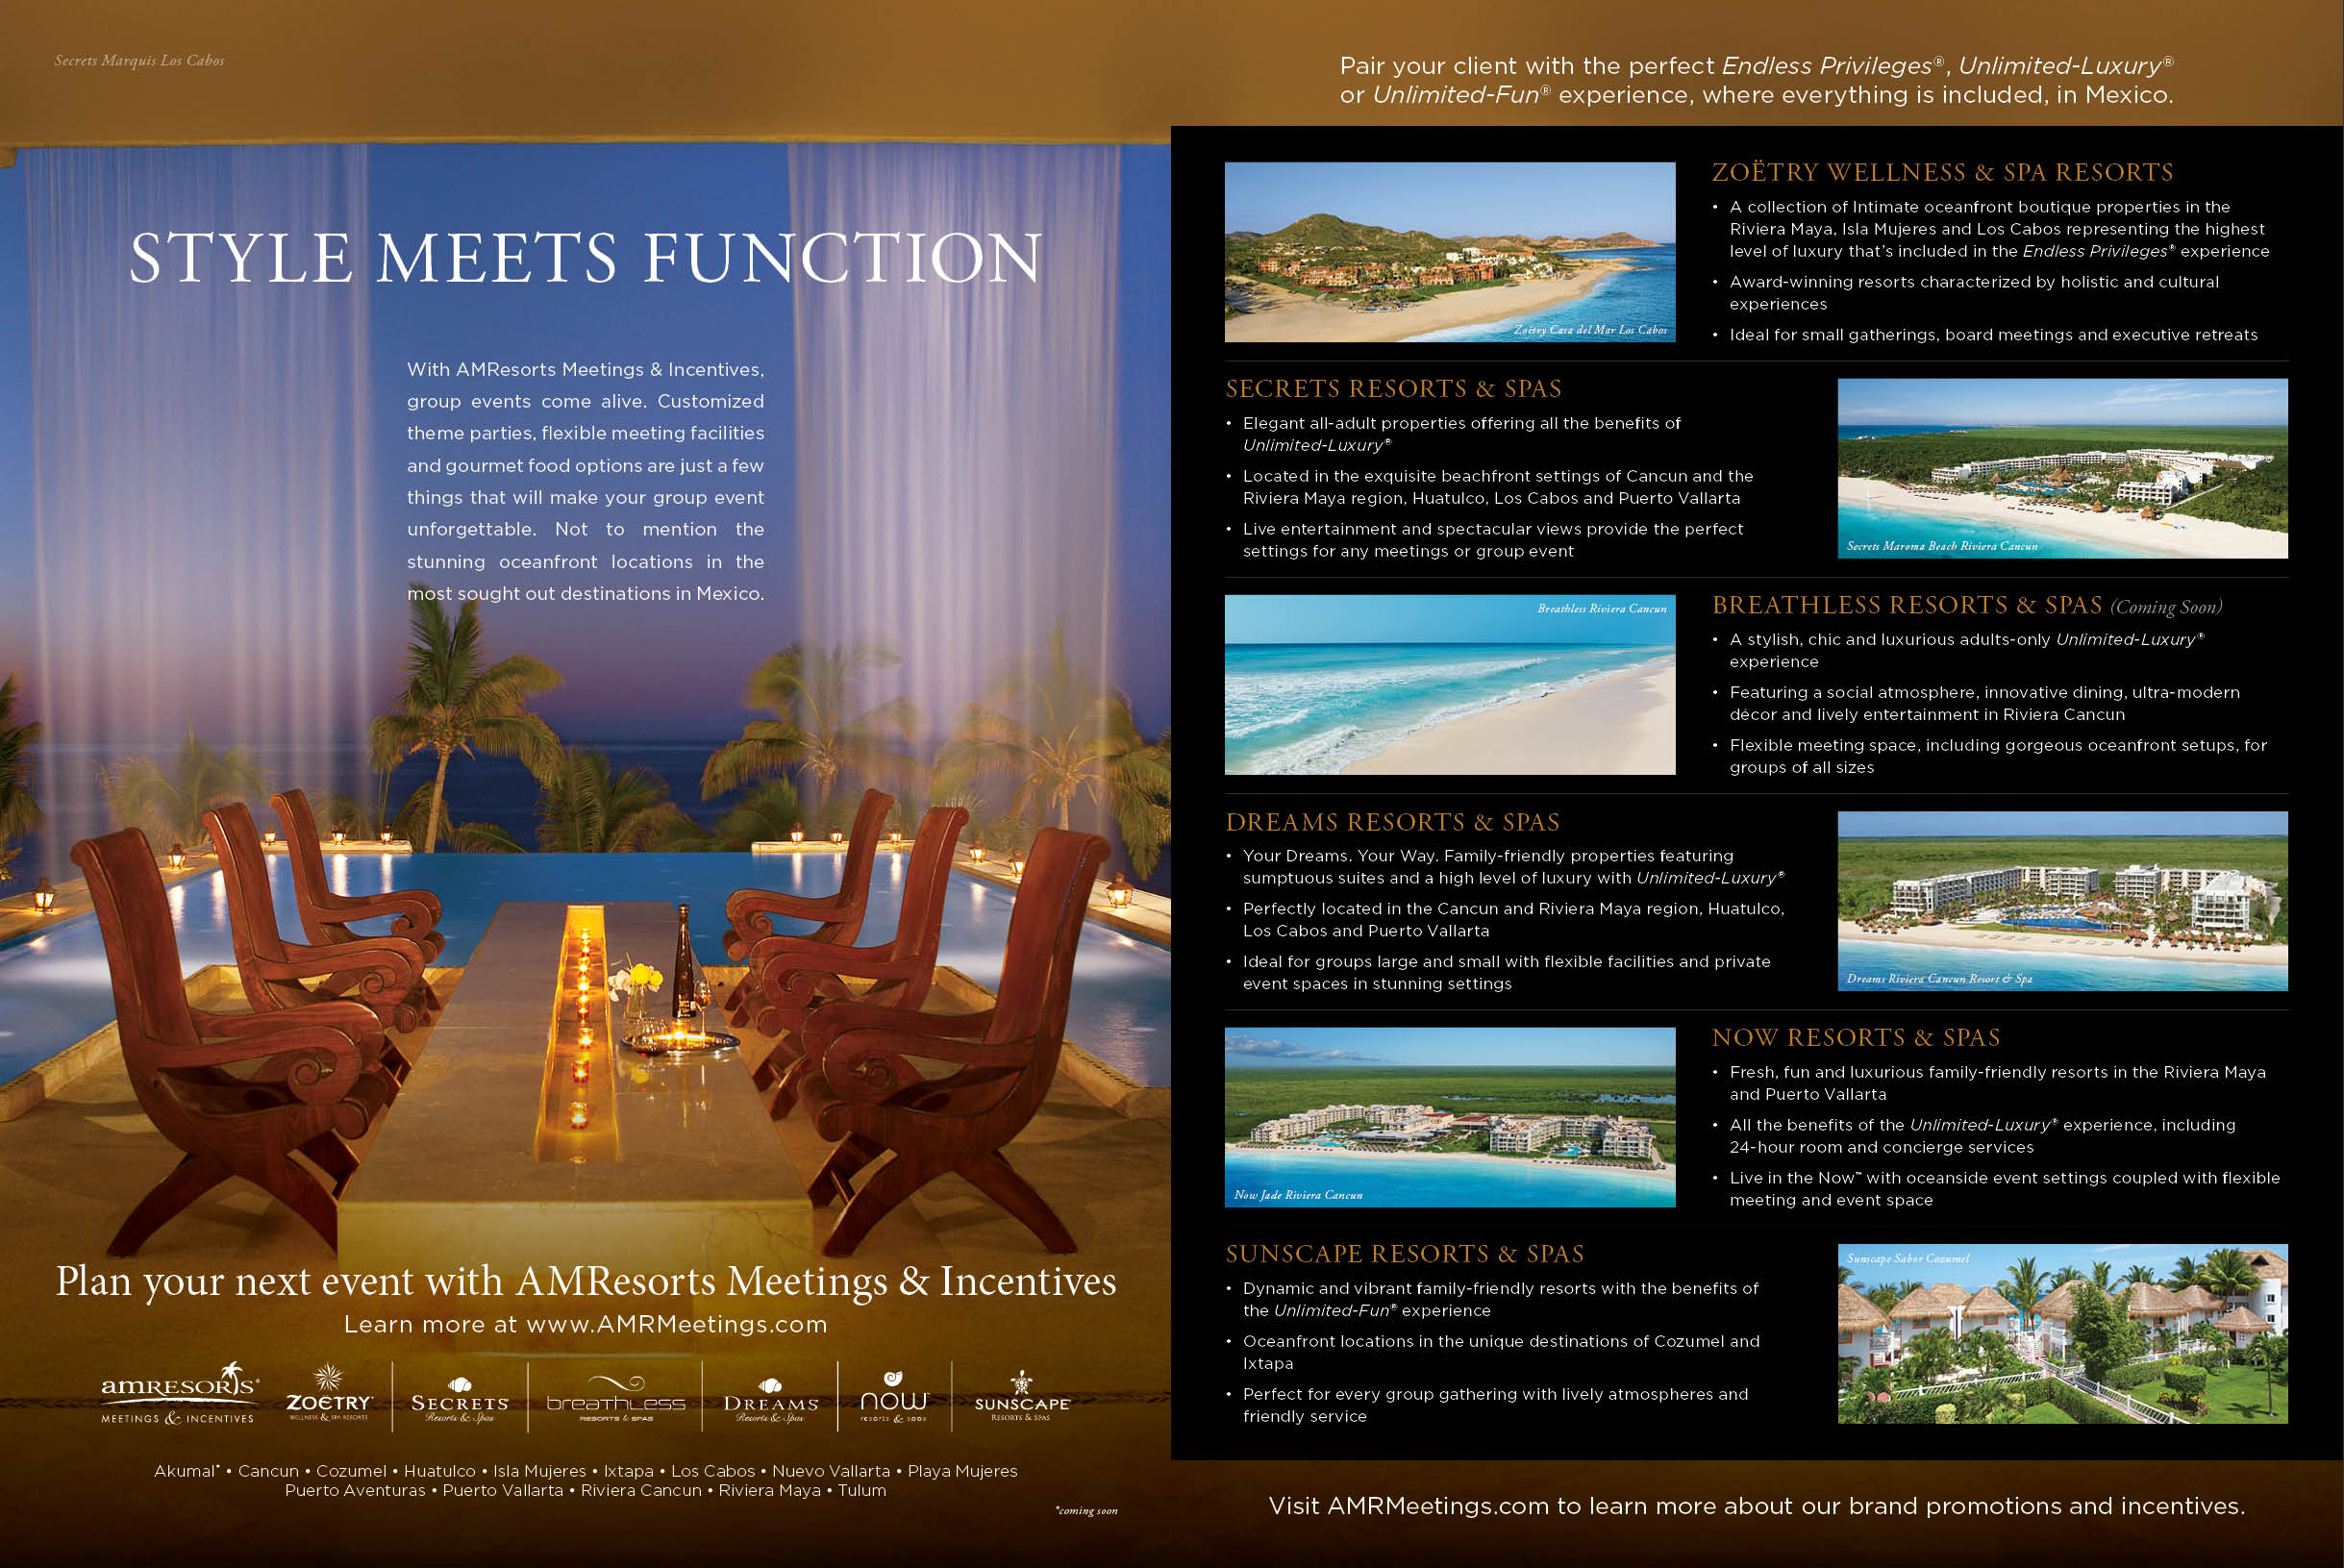 Secrets Marquis Los Cabos
STYLE MEETS FUNCTION
With AMResorts Meetings & Incentives,
group events come alive. Customized
theme parties, flexible meeting facilities
and gourmet food options are just a few
things that will make your group event
unforgettable. Not to mention the
stunning oceanfront locations in the
most sought out destinations in Mexico.
Plan your next event with AMResorts Meetings & Incentives
Learn more at www.AMRMeetings.com
amRESORTS®
MEETINGS & INCENTIVES
ZOËTRY
WELLNESS & SPA RESORTS
SECRETS
Resorts & Spas
breathless
RESORTS & SPAS
DREAMS
Resorts & Spas
now
resorts & spas
SUNSCAPE
RESORTS & SPAS
Akumal* • Cancun • Cozumel • Huatulco • Isla Mujeres • Ixtapa • Los Cabos • Nuevo Vallarta • Playa Mujeres
Puerto Aventuras • Puerto Vallarta • Riviera Cancun • Riviera Maya • Tulum
*coming soon
Pair your client with the perfect Endless Privileges®, Unlimited-Luxury®
or Unlimited-Fun® experience, where everything is included, in Mexico.
Zoëtry Casa del Mar Los Cabos
ZOËTRY WELLNESS & SPA RESORTS
• A collection of Intimate oceanfront boutique properties in the
Riviera Maya, Isla Mujeres and Los Cabos representing the highest
level of luxury that's included in the Endless Privileges® experience
• Award-winning resorts characterized by holistic and cultural
experiences
• Ideal for small gatherings, board meetings and executive retreats
SECRETS RESORTS & SPAS
• Elegant all-adult properties offering all the benefits of
Unlimited-Luxury®
• Located in the exquisite beachfront settings of Cancun and the
Riviera Maya region, Huatulco, Los Cabos and Puerto Vallarta
• Live entertainment and spectacular views provide the perfect
settings for any meetings or group event
Secrets Maroma Beach Riviera Cancun
Breathless Riviera Cancun
BREATHLESS RESORTS & SPAS (Coming Soon)
• A stylish, chic and luxurious adults-only Unlimited-Luxury®
experience
• Featuring a social atmosphere, innovative dining, ultra-modern
décor and lively entertainment in Riviera Cancun
• Flexible meeting space, including gorgeous oceanfront setups, for
groups of all sizes
DREAMS RESORTS & SPAS
• Your Dreams. Your Way. Family-friendly properties featuring
sumptuous suites and a high level of luxury with Unlimited-Luxury®
• Perfectly located in the Cancun and Riviera Maya region, Huatulco,
Los Cabos and Puerto Vallarta
• Ideal for groups large and small with flexible facilities and private
event spaces in stunning settings
Dreams Riviera Cancun Resort & Spa
Now Jade Riviera Cancun
NOW RESORTS & SPAS
• Fresh, fun and luxurious family-friendly resorts in the Riviera Maya
and Puerto Vallarta
• All the benefits of the Unlimited-Luxury® experience, including
24-hour room and concierge services
• Live in the Now™ with oceanside event settings coupled with flexible
meeting and event space
SUNSCAPE RESORTS & SPAS
• Dynamic and vibrant family-friendly resorts with the benefits of
the Unlimited-Fun® experience
• Oceanfront locations in the unique destinations of Cozumel and
Ixtapa
• Perfect for every group gathering with lively atmospheres and
friendly service
Sunscape Sabor Cozumel
Visit AMRMeetings.com to learn more about our brand promotions and incentives.